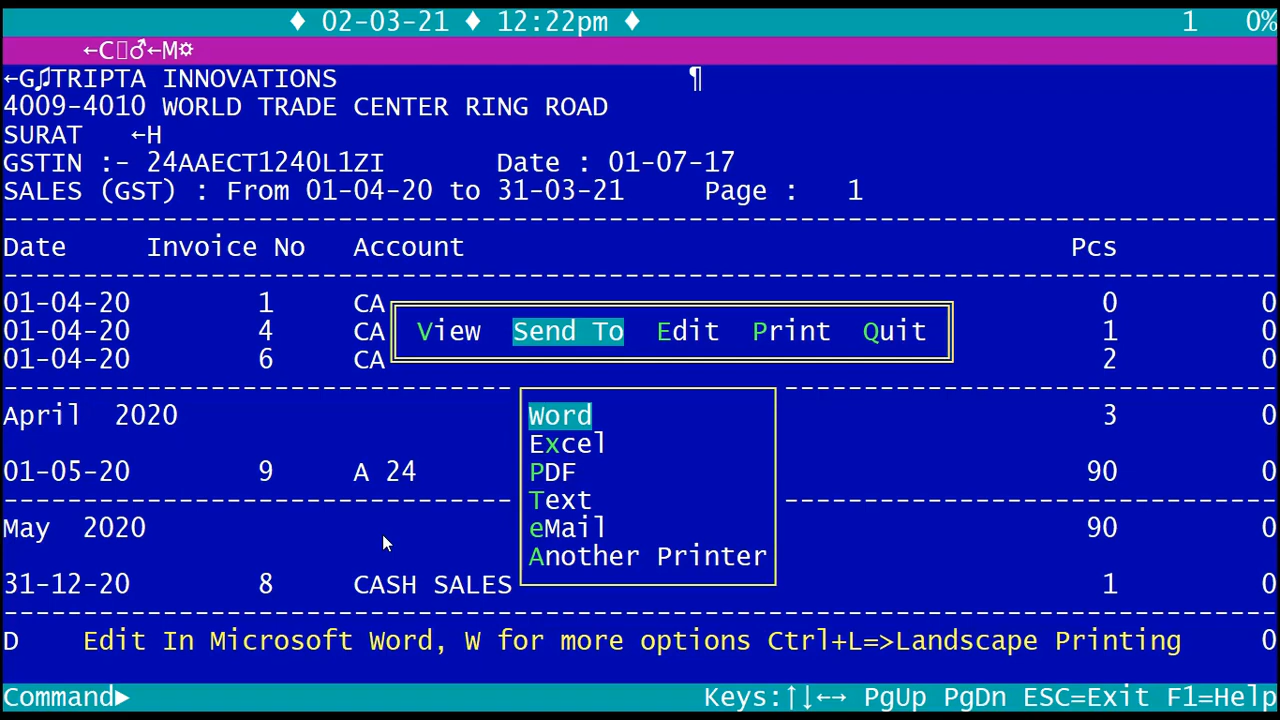 ♦ 02-03-21 ♦ 12:22pm ♦ 1 0%
←C▯♂←M☼
←G♫TRIPTA INNOVATIONS ¶
4009-4010 WORLD TRADE CENTER RING ROAD
SURAT ←H
GSTIN :- 24AAECT1240L1ZI Date : 01-07-17
SALES (GST) : From 01-04-20 to 31-03-21 Page : 1
Date Invoice No Account Pcs
01-04-20 1 CA 0 0
View Send To Edit Print Quit
01-04-20 4 CA 1 0
01-04-20 6 CA 2 0
April 2020 3 0
Word
Excel
PDF
Text
eMail
Another Printer
01-05-20 9 A 24 90 0
May 2020 90 0
31-12-20 8 CASH SALES 1 0
D Edit In Microsoft Word, W for more options Ctrl+L=>Landscape Printing 0
Command► Keys:↑↓←→ PgUp PgDn ESC=Exit F1=Help